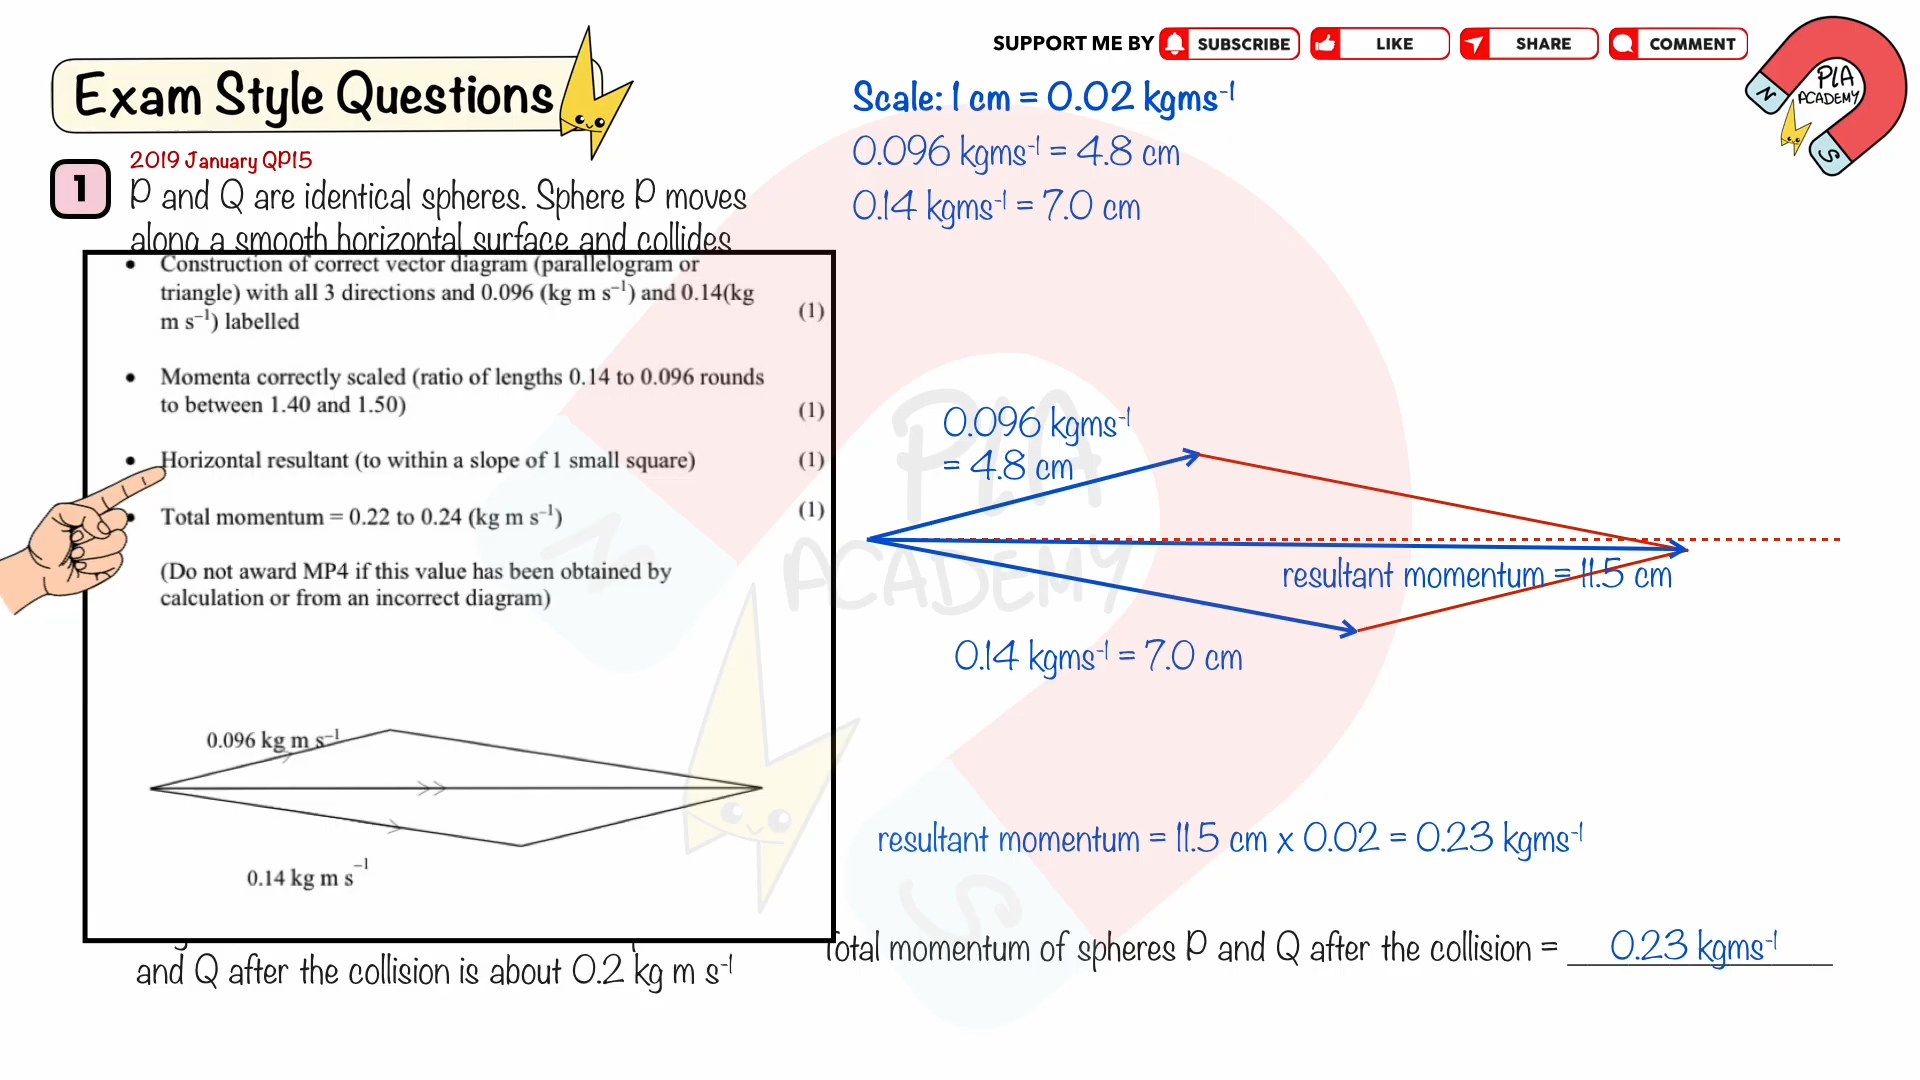 SUPPORT ME BY
SUBSCRIBE
LIKE
SHARE
COMMENT
PLA
ACADEMY
N
S
Exam Style Questions
2019 January QP15
1
P and Q are identical spheres. Sphere P moves
along a smooth horizontal surface and collides
• Construction of correct vector diagram (parallelogram or
triangle) with all 3 directions and 0.096 (kg m s⁻¹) and 0.14(kg
m s⁻¹) labelled
(1)
• Momenta correctly scaled (ratio of lengths 0.14 to 0.096 rounds
to between 1.40 and 1.50)
(1)
• Horizontal resultant (to within a slope of 1 small square)
(1)
• Total momentum = 0.22 to 0.24 (kg m s⁻¹)
(1)
(Do not award MP4 if this value has been obtained by
calculation or from an incorrect diagram)
0.096 kg m s⁻¹
0.14 kg m s⁻¹
and Q after the collision is about 0.2 kg m s⁻¹
Scale: 1 cm = 0.02 kgms⁻¹
0.096 kgms⁻¹ = 4.8 cm
0.14 kgms⁻¹ = 7.0 cm
0.096 kgms⁻¹
= 4.8 cm
resultant momentum = 11.5 cm
0.14 kgms⁻¹ = 7.0 cm
PLA
ACADEMY
N
S
resultant momentum = 11.5 cm x 0.02 = 0.23 kgms⁻¹
Total momentum of spheres P and Q after the collision = 0.23 kgms⁻¹